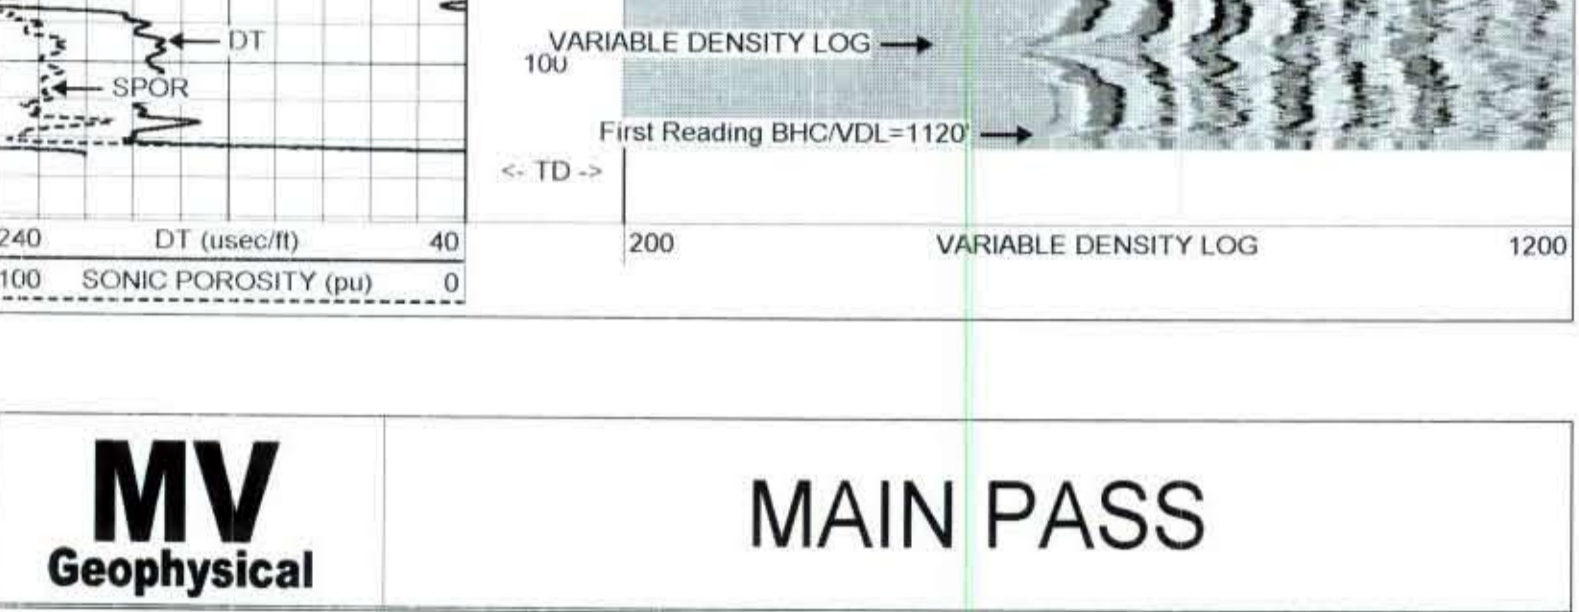 DT
VARIABLE DENSITY LOG
SPOR
First Reading BHC/VDL=1120'
<- TD ->
240 DT (usec/ft) 40
200 VARIABLE DENSITY LOG 1200
100 SONIC POROSITY (pu) 0
MV
Geophysical
MAIN PASS